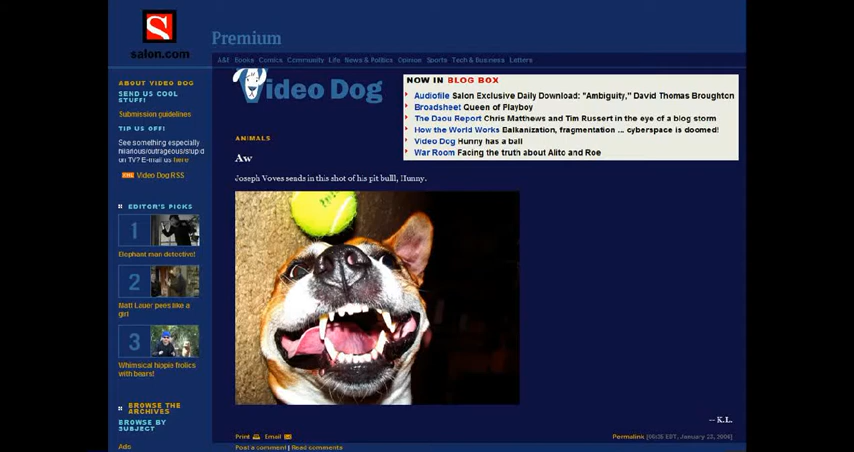 S
salon.com
Premium
A&F Books Comics Community Life News & Politics Opinion Sports Tech & Business Letters
Video Dog
NOW IN BLOG BOX
Audiofile Salon Exclusive Daily Download: "Ambiguity," David Thomas Broughton
Broadsheet Queen of Playboy
The Daou Report Chris Matthews and Tim Russert in the eye of a blog storm
How the World Works Balkanization, fragmentation ... cyberspace is doomed!
Video Dog Hunny has a ball
War Room Facing the truth about Alito and Roe
ABOUT VIDEO DOG
SEND US COOL
STUFF!
Submission guidelines
TIP US OFF!
See something especially
hilarious/outrageous/stupid
on TV? E-mail us here
XML Video Dog RSS
EDITOR'S PICKS
1
Elephant man detective!
2
Matt Lauer pees like a
girl
3
Whimsical hippie frolics
with bears!
BROWSE THE
ARCHIVES
BROWSE BY
SUBJECT
Ads
ANIMALS
Aw
Joseph Voves sends in this shot of his pit bull, Hunny.
-- K.L.
Print Email
Permalink EDT, January 23, 2006]
Post a comment | Read comments